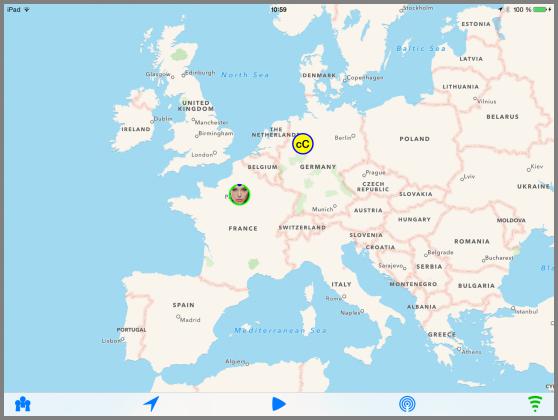 iPad
10:59
100 %
Stockholm
ESTONIA
Baltic Sea
LATVIA
North Sea
DENMARK
Copenhagen
Glasgow
Edinburgh
LITHUANIA
Vilnius
UNITED
KINGDOM
BELARUS
IRELAND
Dublin
Manchester
Birmingham
THE
NETHERLANDS
Berlin
POLAND
cC
London
BELGIUM
GERMANY
Prague
Lviv
Kiev
CZECH
REPUBLIC
UKRAINE
SLOVAKIA
P
Munich
AUSTRIA
HUNGARY
MOLDOVA
FRANCE
SWITZERLAND
SLOVENIA
CROATIA
ROMANIA
Belgrade
Bucharest
Sarajevo
SERBIA
Bla
ITALY
MONTENEGRO
BULGARIA
Rome
SPAIN
Madrid
Naples
ALBANIA
Istanbul
PORTUGAL
Lisbon
Mediterranean Sea
GREECE
Athens
Algiers
CY